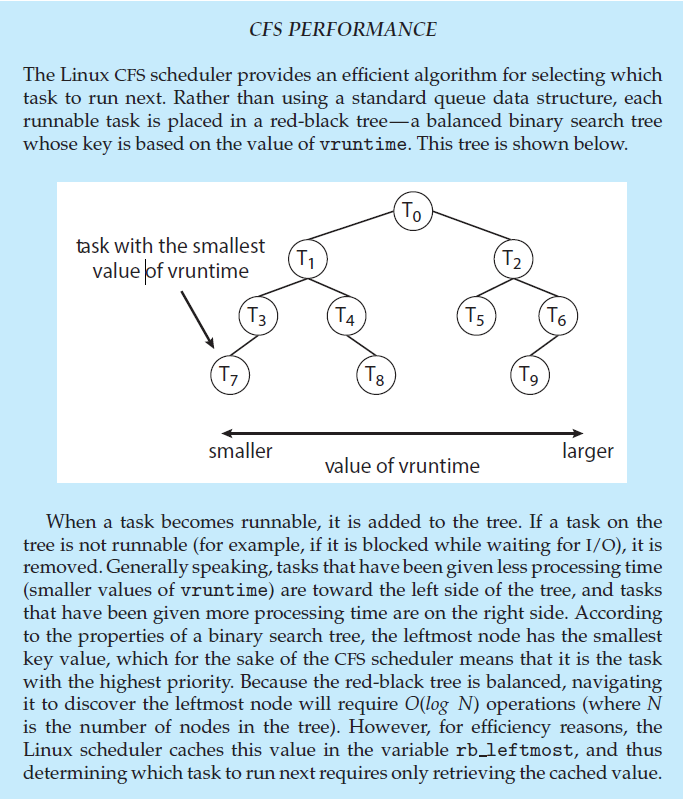 CFS PERFORMANCE
The Linux CFS scheduler provides an efficient algorithm for selecting which
task to run next. Rather than using a standard queue data structure, each
runnable task is placed in a red-black tree—a balanced binary search tree
whose key is based on the value of vruntime. This tree is shown below.
T0
task with the smallest
value of vruntime
T1
T2
T3
T4
T5
T6
T7
T8
T9
smaller
larger
value of vruntime
When a task becomes runnable, it is added to the tree. If a task on the
tree is not runnable (for example, if it is blocked while waiting for I/O), it is
removed. Generally speaking, tasks that have been given less processing time
(smaller values of vruntime) are toward the left side of the tree, and tasks
that have been given more processing time are on the right side. According
to the properties of a binary search tree, the leftmost node has the smallest
key value, which for the sake of the CFS scheduler means that it is the task
with the highest priority. Because the red-black tree is balanced, navigating
it to discover the leftmost node will require O(log N) operations (where N
is the number of nodes in the tree). However, for efficiency reasons, the
Linux scheduler caches this value in the variable rb_leftmost, and thus
determining which task to run next requires only retrieving the cached value.